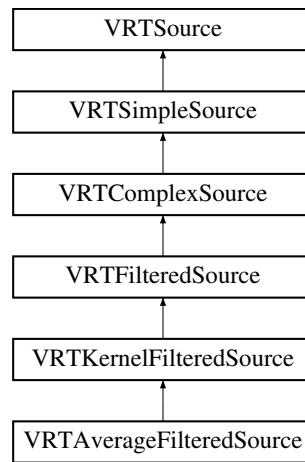 VRTSource
VRTSimpleSource
VRTComplexSource
VRTFilteredSource
VRTKernelFilteredSource
VRTAverageFilteredSource